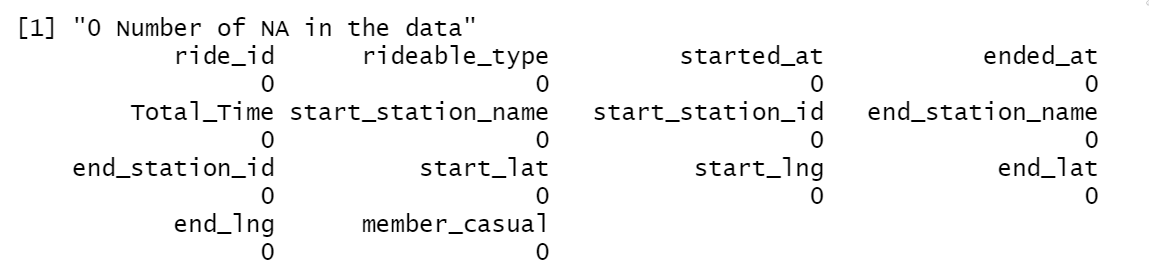 [1] "0 Number of NA in the data"
ride_id rideable_type started_at ended_at
0 0 0 0
Total_Time start_station_name start_station_id end_station_name
0 0 0 0
end_station_id start_lat start_lng end_lat
0 0 0 0
end_lng member_casual
0 0